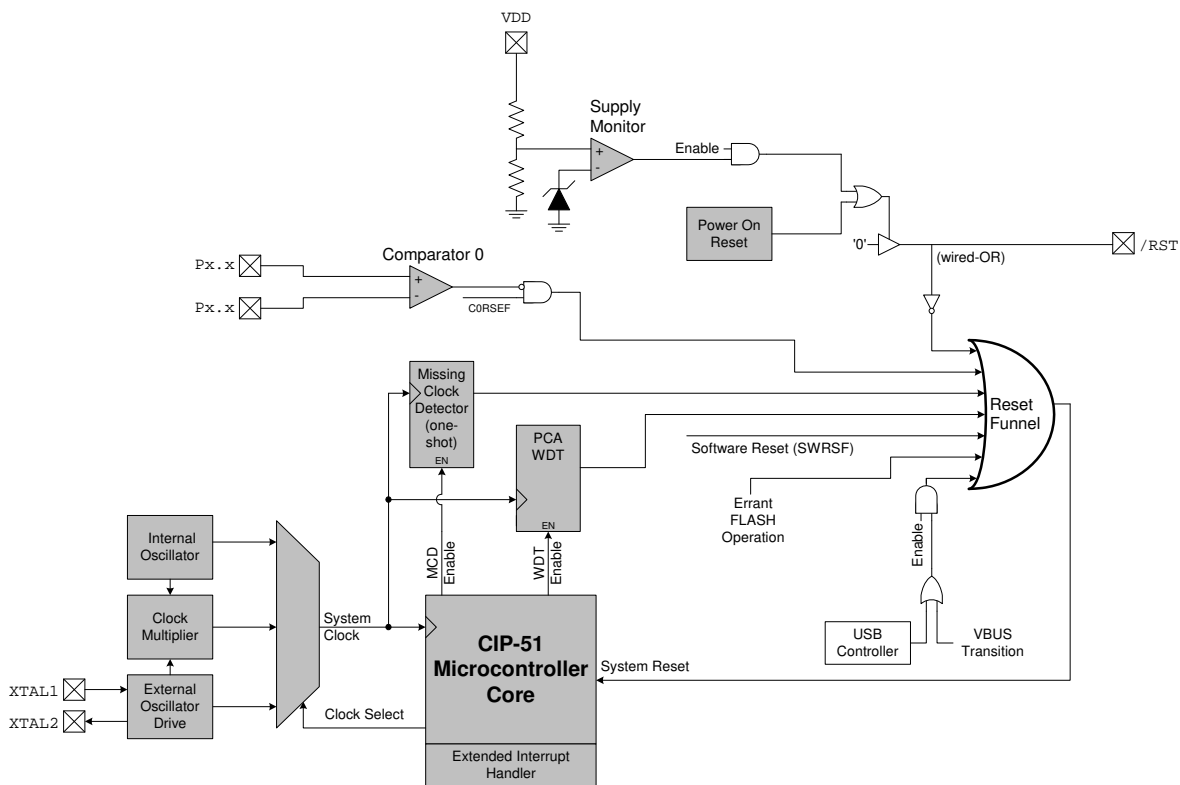 VDD
Supply
Monitor
+
-
Enable
Power On
Reset
'0'
(wired-OR)
/RST
Comparator 0
Px.x
Px.x
+
-
C0RSEF
Missing
Clock
Detector
(one-
shot)
EN
PCA
WDT
EN
Reset
Funnel
Software Reset (SWRSF)
Errant
FLASH
Operation
Enable
USB
Controller
VBUS
Transition
Internal
Oscillator
Clock
Multiplier
External
Oscillator
Drive
XTAL1
XTAL2
System
Clock
MCD
Enable
WDT
Enable
CIP-51
Microcontroller
Core
System Reset
Clock Select
Extended Interrupt
Handler